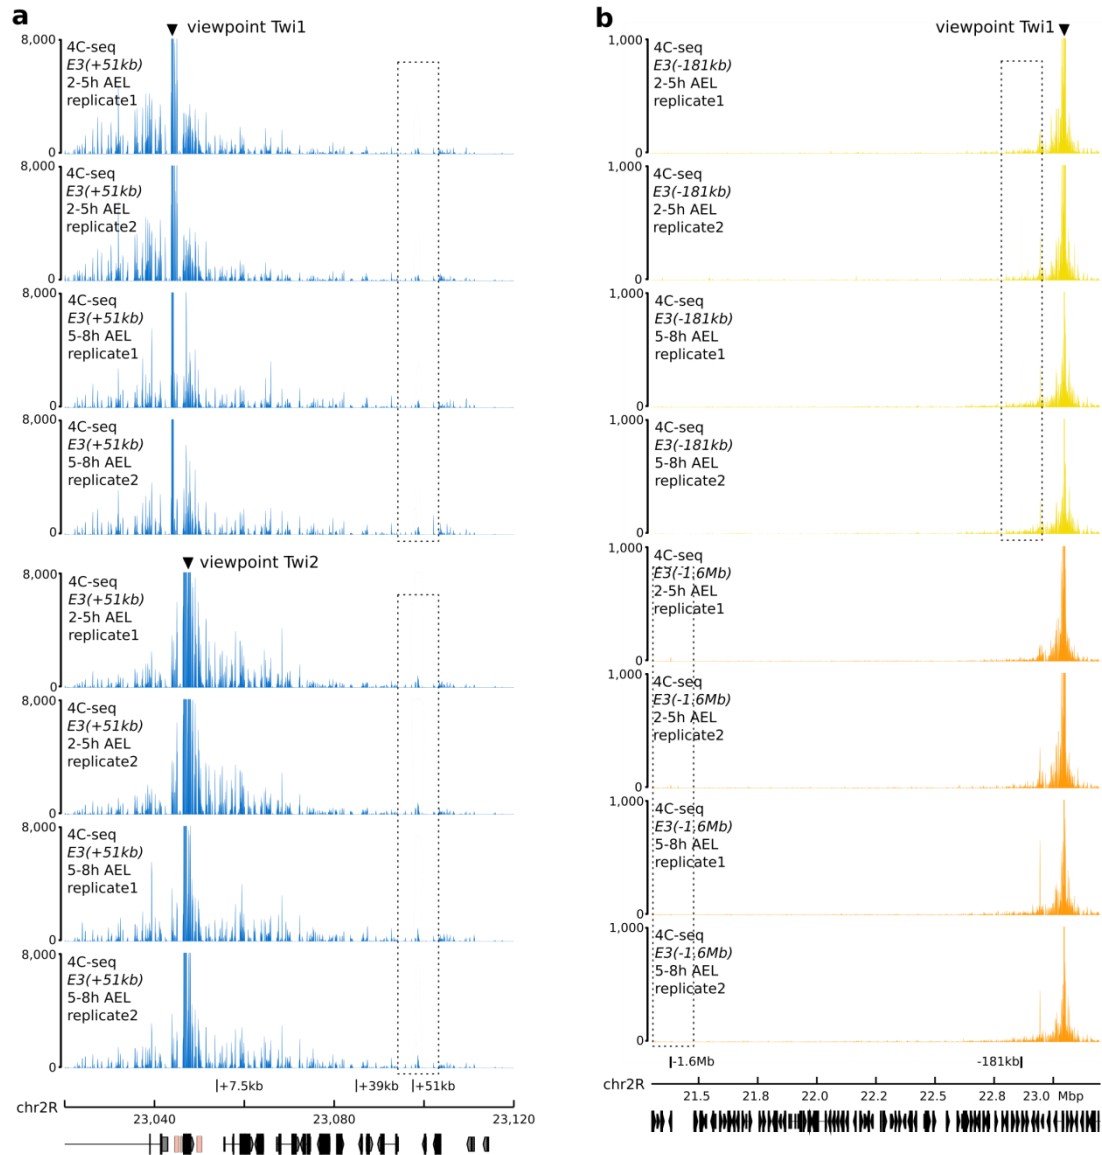 a
viewpoint Twi1
8,000
4C-seq
E3(+51kb)
2-5h AEL
replicate1
0
8,000
4C-seq
E3(+51kb)
2-5h AEL
replicate2
0
8,000
4C-seq
E3(+51kb)
5-8h AEL
replicate1
0
8,000
4C-seq
E3(+51kb)
5-8h AEL
replicate2
0
viewpoint Twi2
8,000
4C-seq
E3(+51kb)
2-5h AEL
replicate1
0
8,000
4C-seq
E3(+51kb)
2-5h AEL
replicate2
0
8,000
4C-seq
E3(+51kb)
5-8h AEL
replicate1
0
8,000
4C-seq
E3(+51kb)
5-8h AEL
replicate2
0
+7.5kb +39kb +51kb
chr2R
23,040 23,080 23,120
b
viewpoint Twi1
1,000
4C-seq
E3(-181kb)
2-5h AEL
replicate1
0
1,000
4C-seq
E3(-181kb)
2-5h AEL
replicate2
0
1,000
4C-seq
E3(-181kb)
5-8h AEL
replicate1
0
1,000
4C-seq
E3(-181kb)
5-8h AEL
replicate2
0
1,000
4C-seq
E3(-1.6Mb)
2-5h AEL
replicate1
0
1,000
4C-seq
E3(-1.6Mb)
2-5h AEL
replicate2
0
1,000
4C-seq
E3(-1.6Mb)
5-8h AEL
replicate1
0
1,000
4C-seq
E3(-1.6Mb)
5-8h AEL
replicate2
0
-1.6Mb -181kb
chr2R
21.5 21.8 22.0 22.2 22.5 22.8 23.0 Mbp